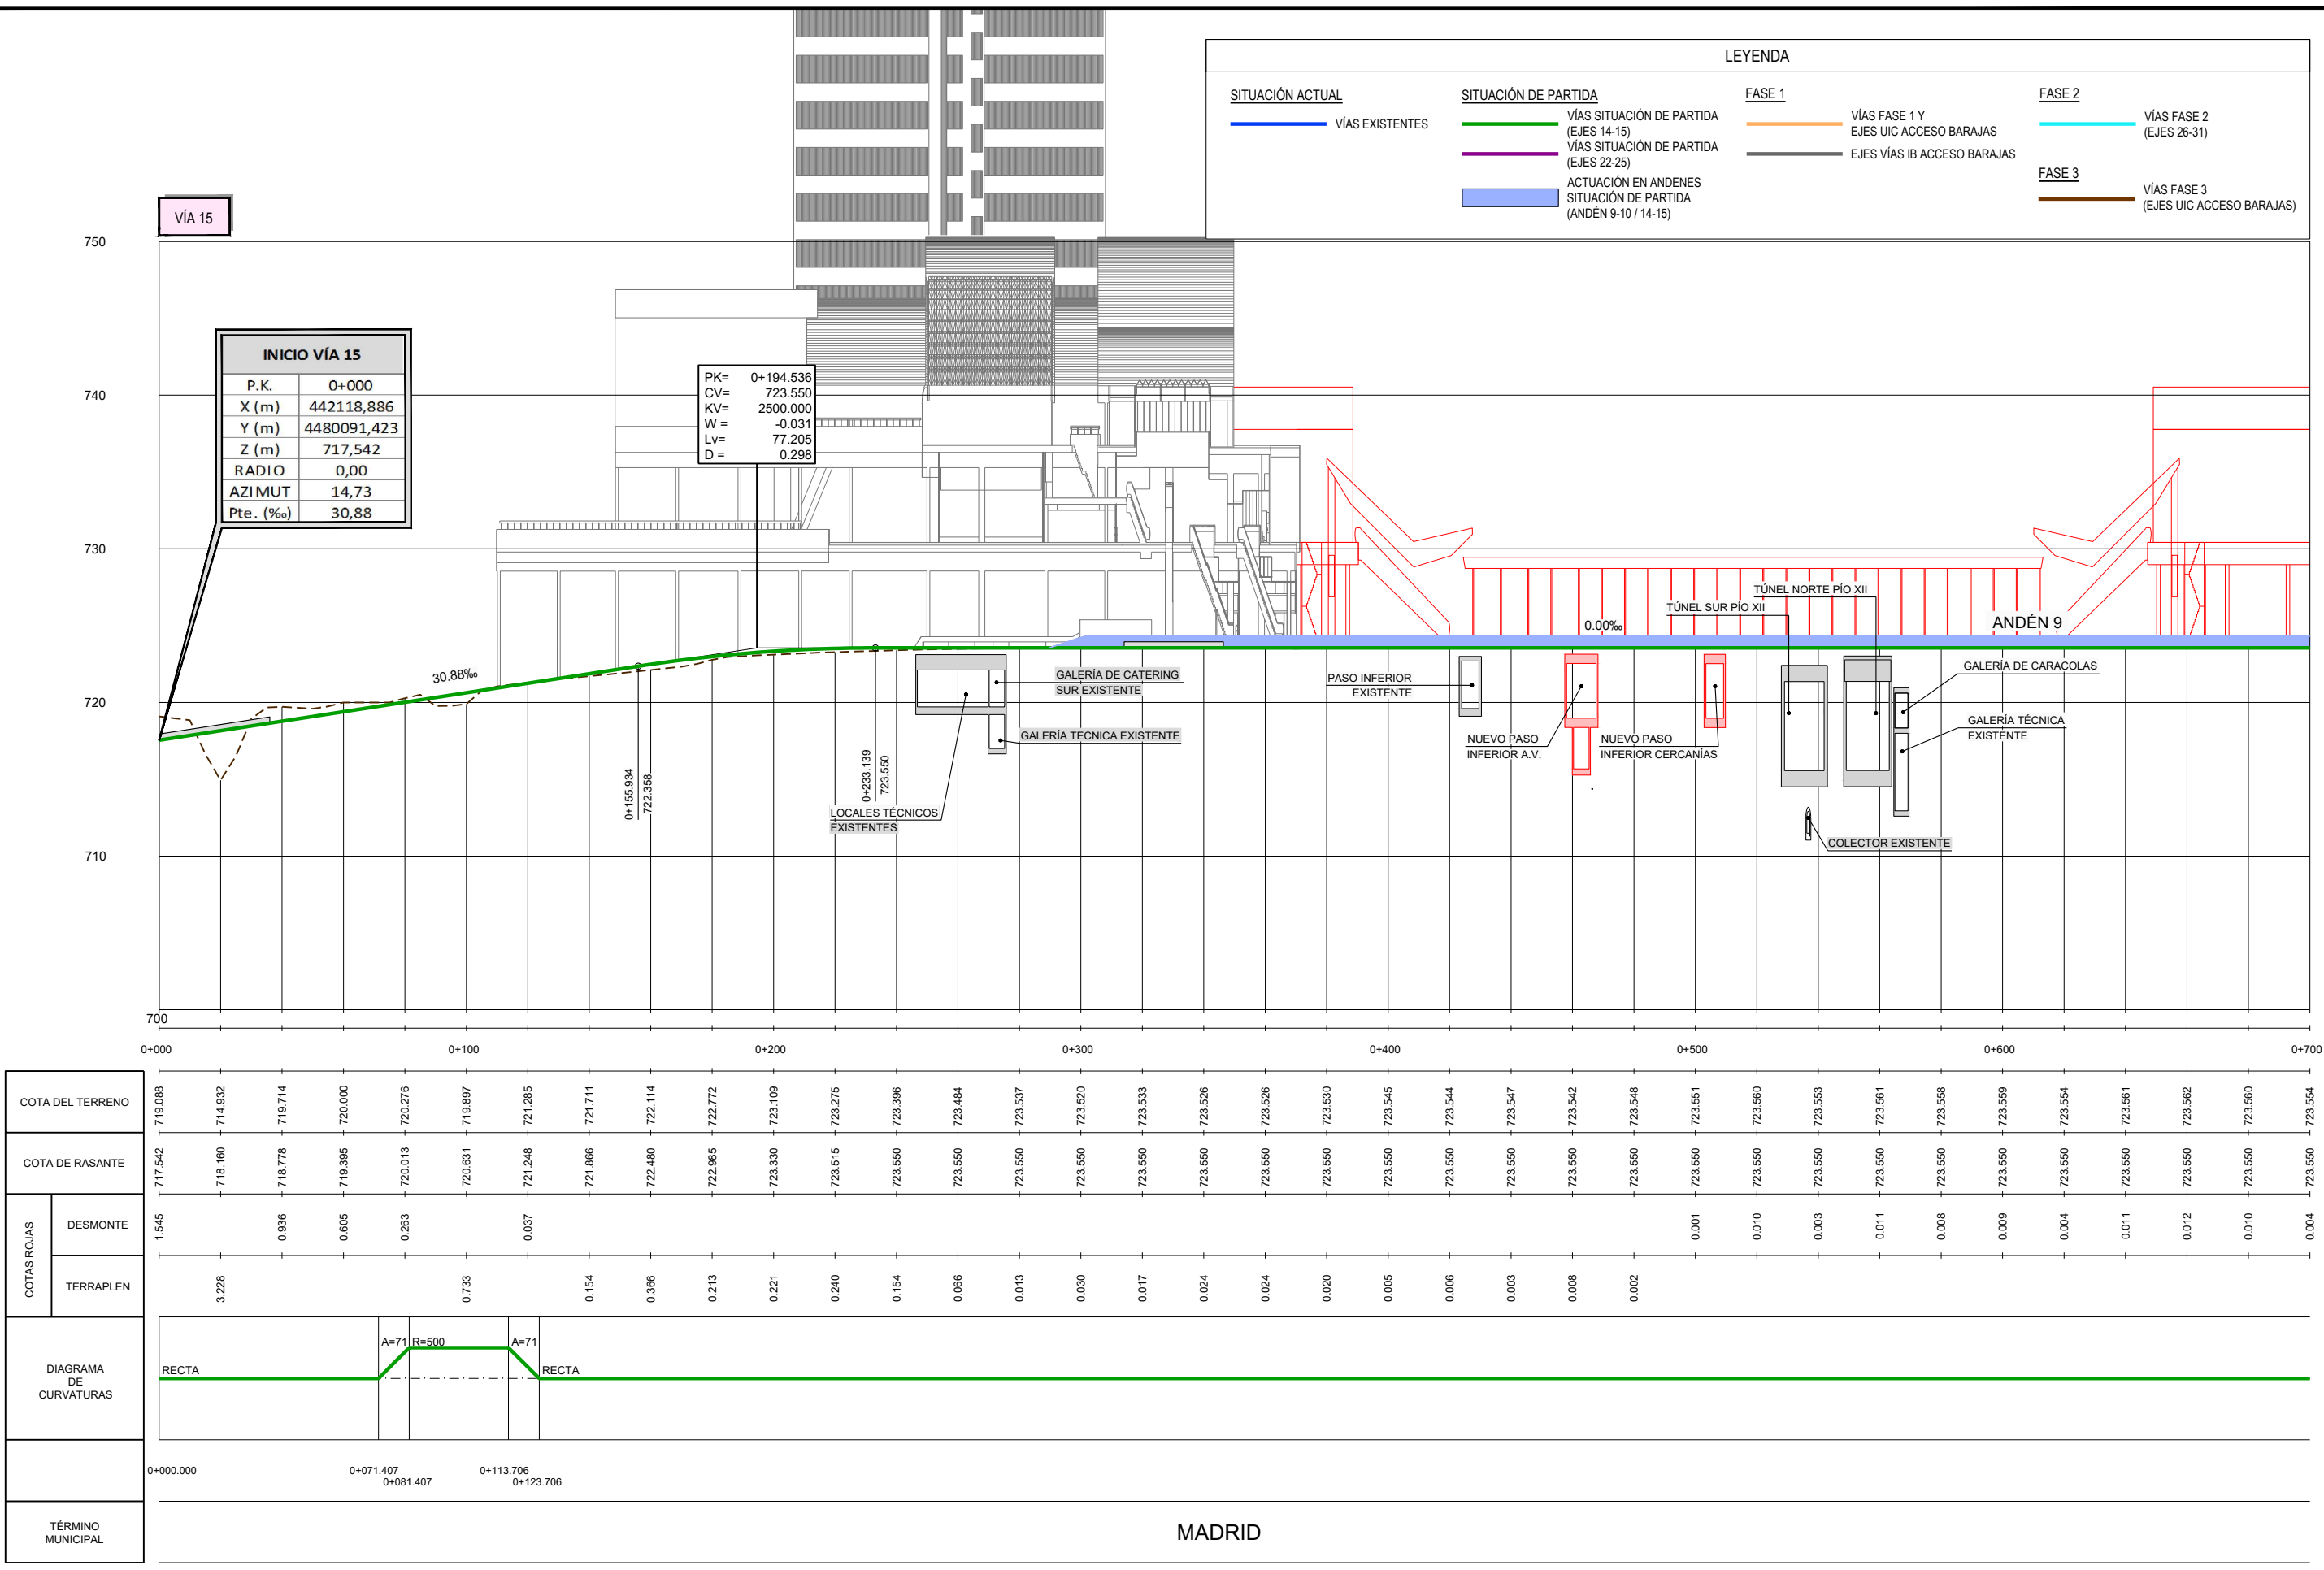 LEYENDA
SITUACIÓN ACTUAL
VÍAS EXISTENTES
SITUACIÓN DE PARTIDA
VÍAS SITUACIÓN DE PARTIDA
(EJES 14-15)
VÍAS SITUACIÓN DE PARTIDA
(EJES 22-25)
ACTUACIÓN EN ANDENES
SITUACIÓN DE PARTIDA
(ANDÉN 9-10 / 14-15)
FASE 1
VÍAS FASE 1 Y
EJES UIC ACCESO BARAJAS
EJES VÍAS IB ACCESO BARAJAS
FASE 2
VÍAS FASE 2
(EJES 26-31)
FASE 3
VÍAS FASE 3
(EJES UIC ACCESO BARAJAS)
VÍA 15
750
740
730
720
710
700
INICIO VÍA 15
P.K. 0+000
X (m) 442118,886
Y (m) 4480091,423
Z (m) 717,542
RADIO 0,00
AZIMUT 14,73
Pte. (‰) 30,88
PK= 0+194.536
CV= 723.550
KV= 2500.000
W = -0.031
Lv= 77.205
D = 0.298
30.88‰
0+155.934
722.358
0+233.139
723.550
LOCALES TÉCNICOS
EXISTENTES
GALERÍA DE CATERING
SUR EXISTENTE
GALERÍA TECNICA EXISTENTE
PASO INFERIOR
EXISTENTE
NUEVO PASO
INFERIOR A.V.
NUEVO PASO
INFERIOR CERCANÍAS
0.00‰
TÚNEL SUR PÍO XII
TÚNEL NORTE PÍO XII
ANDÉN 9
GALERÍA DE CARACOLAS
GALERÍA TÉCNICA
EXISTENTE
COLECTOR EXISTENTE
0+000 0+100 0+200 0+300 0+400 0+500 0+600 0+700
COTA DEL TERRENO
719.088 714.932 719.714 720.000 720.276 719.897 721.285 721.711 722.114 722.772 723.109 723.275 723.396 723.484 723.537 723.520 723.533 723.526 723.526 723.530 723.545 723.544 723.547 723.542 723.548 723.551 723.560 723.553 723.561 723.558 723.559 723.554 723.561 723.562 723.560 723.554
COTA DE RASANTE
717.542 718.160 718.778 719.395 720.013 720.631 721.248 721.866 722.480 722.985 723.330 723.515 723.550 723.550 723.550 723.550 723.550 723.550 723.550 723.550 723.550 723.550 723.550 723.550 723.550 723.550 723.550 723.550 723.550 723.550 723.550 723.550 723.550 723.550 723.550 723.550
COTAS ROJAS
DESMONTE
1.545 0.936 0.605 0.263 0.037 0.001 0.010 0.003 0.011 0.008 0.009 0.004 0.011 0.012 0.010 0.004
TERRAPLEN
3.228 0.733 0.154 0.366 0.213 0.221 0.240 0.154 0.066 0.013 0.030 0.017 0.024 0.024 0.020 0.005 0.006 0.003 0.008 0.002
DIAGRAMA
DE
CURVATURAS
RECTA
A=71
R=500
A=71
RECTA
0+000.000
0+071.407
0+081.407
0+113.706
0+123.706
TÉRMINO
MUNICIPAL
MADRID